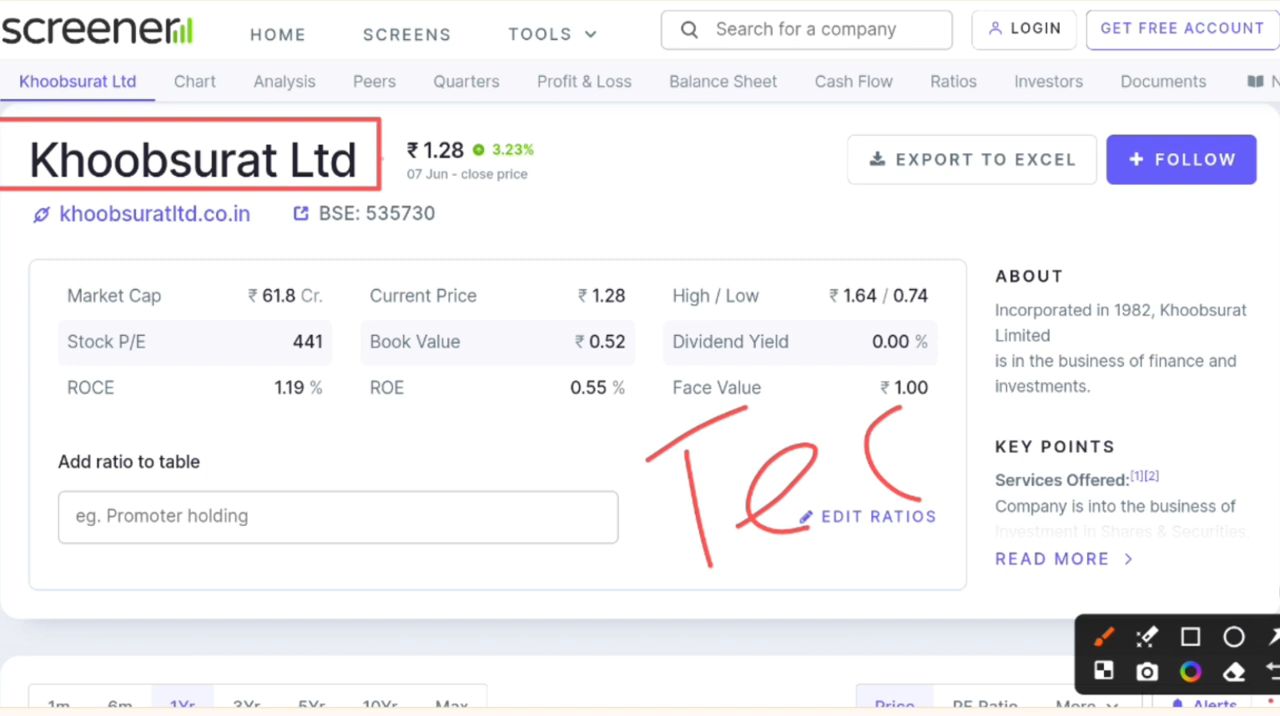 screener
HOME SCREENS TOOLS
Search for a company
LOGIN
GET FREE ACCOUNT
Khoobsurat Ltd Chart Analysis Peers Quarters Profit & Loss Balance Sheet Cash Flow Ratios Investors Documents N
Khoobsurat Ltd
₹ 1.28 3.23%
07 Jun - close price
EXPORT TO EXCEL
+ FOLLOW
khoobsuratltd.co.in BSE: 535730
Market Cap ₹ 61.8 Cr. Current Price ₹ 1.28 High / Low ₹ 1.64 / 0.74
Stock P/E 441 Book Value ₹ 0.52 Dividend Yield 0.00 %
ROCE 1.19 % ROE 0.55 % Face Value ₹ 1.00
Add ratio to table
eg. Promoter holding
EDIT RATIOS
TeC
ABOUT
Incorporated in 1982, Khoobsurat
Limited
is in the business of finance and
investments.
KEY POINTS
Services Offered:[1][2]
Company is into the business of
Investment in Shares & Securities
READ MORE
1m 6m 1Yr 3Yr 5Yr 10Yr Max
Price PE Ratio More Alerts